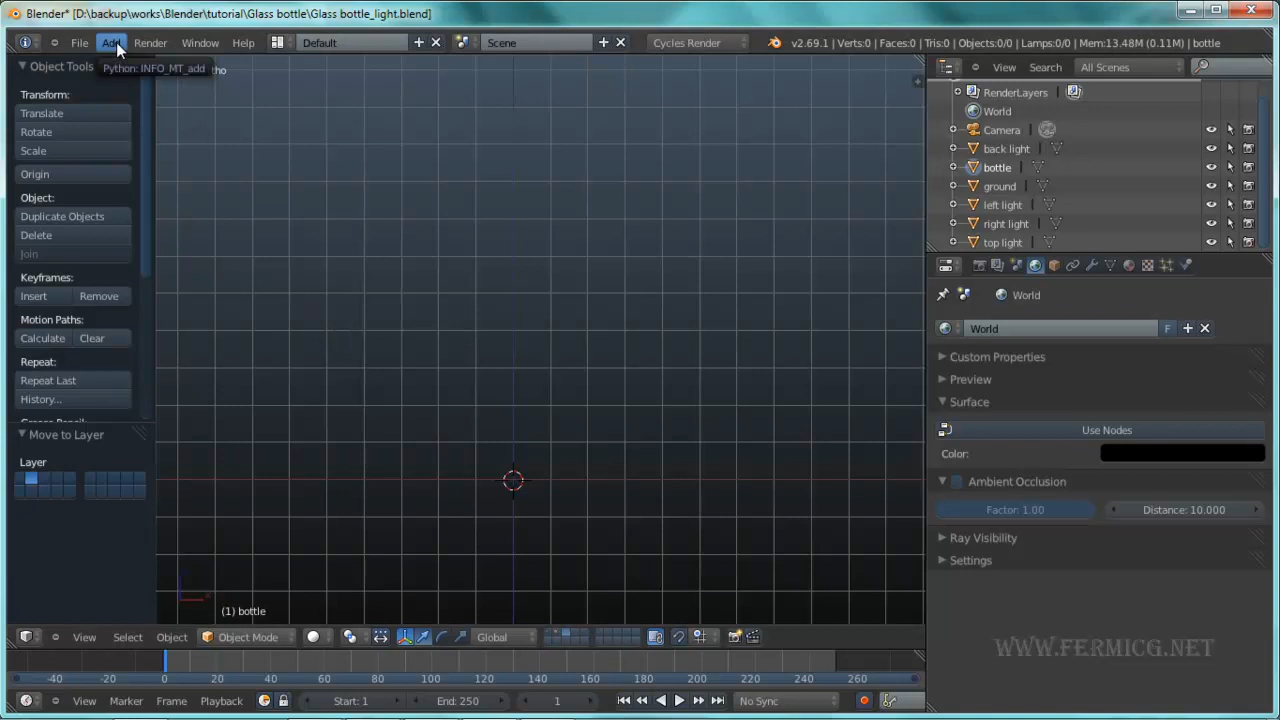 Blender* [D:\backup\works\Blender\tutorial\Glass bottle\Glass bottle_light.blend]
File Add Render Window Help Default Scene Cycles Render v2.69.1 | Verts:0 | Faces:0 | Tris:0 | Objects:0/0 | Lamps:0/0 | Mem:13.48M (0.11M) | bottle
Python: INFO_MT_add
Object Tools
Transform:
Translate
Rotate
Scale
Origin
Object:
Duplicate Objects
Delete
Join
Keyframes:
Insert Remove
Motion Paths:
Calculate Clear
Repeat:
Repeat Last
History...
Move to Layer
Layer
(1) bottle
View Select Object Object Mode Global
-40 -20 0 20 40 60 80 100 120 140 160 180 200 220 240 260
View Marker Frame Playback Start: 1 End: 250 1 No Sync
View Search All Scenes
RenderLayers
World
Camera
back light
bottle
ground
left light
right light
top light
World
World F
Custom Properties
Preview
Surface
Use Nodes
Color:
Ambient Occlusion
Factor: 1.00 Distance: 10.000
Ray Visibility
Settings
WWW.FERMICG.NET